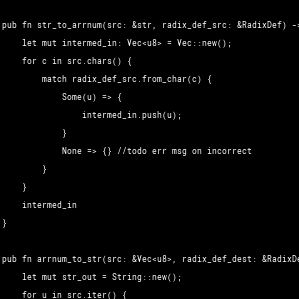 pub fn str_to_arrnum(src: &str, radix_def_src: &RadixDef) -
    let mut intermed_in: Vec<u8> = Vec::new();
    for c in src.chars() {
        match radix_def_src.from_char(c) {
            Some(u) => {
                intermed_in.push(u);
            }
            None => {} //todo err msg on incorrect
        }
    }
    intermed_in
}
pub fn arrnum_to_str(src: &Vec<u8>, radix_def_dest: &RadixDe
    let mut str_out = String::new();
    for u in src.iter() {